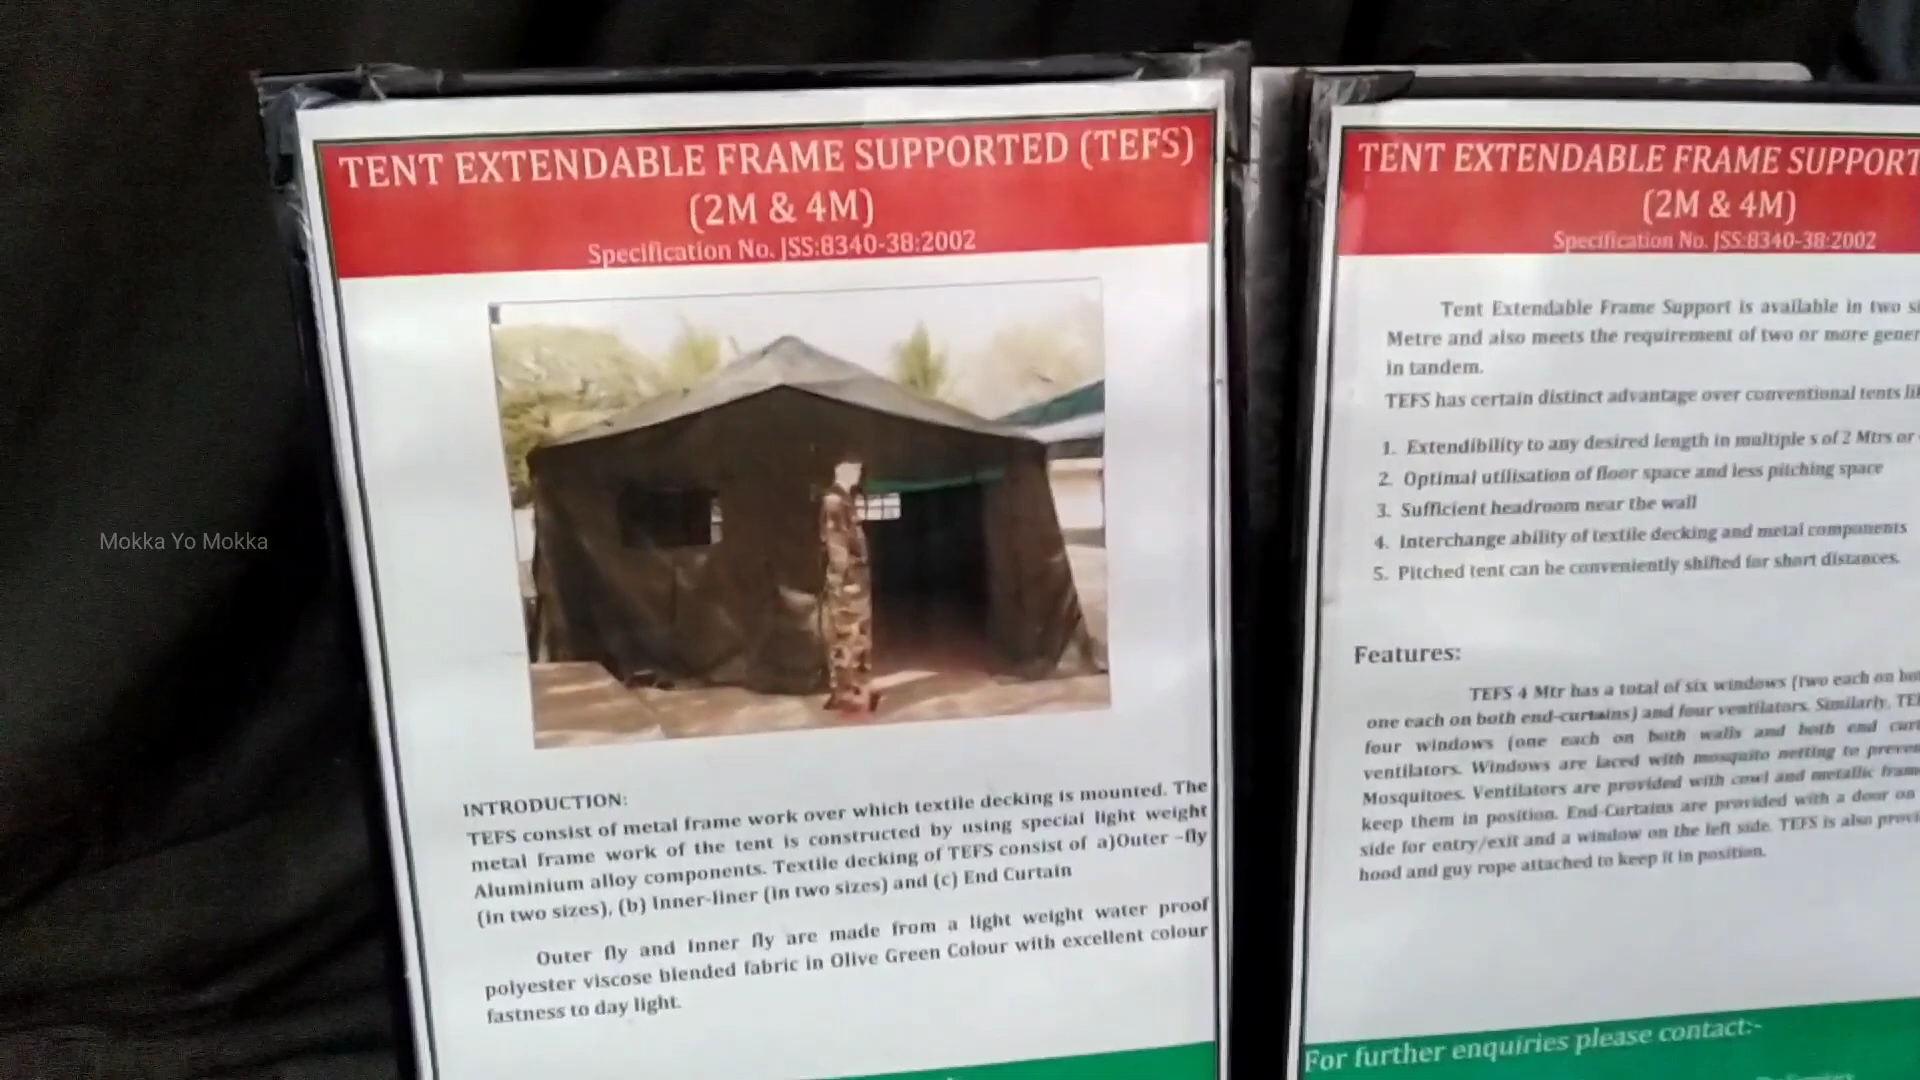 TENT EXTENDABLE FRAME SUPPORTED (TEFS)
(2M & 4M)
Specification No. JSS:8340-38:2002
INTRODUCTION:
TEFS consist of metal frame work over which textile decking is mounted. The
metal frame work of the tent is constructed by using special light weight
Aluminium alloy components. Textile decking of TEFS consist of a)Outer –fly
(in two sizes), (b) Inner-liner (in two sizes) and (c) End Curtain
Outer fly and Inner fly are made from a light weight water proof
polyester viscose blended fabric in Olive Green Colour with excellent colour
fastness to day light.
TENT EXTENDABLE FRAME SUPPORT
(2M & 4M)
Specification No. JSS:8340-38:2002
Tent Extendable Frame Support is available in two
Metre and also meets the requirement of two or more
in tandem.
TEFS has certain distinct advantage over conventional tents
1. Extendibility to any desired length in multiple s of 2 Mtrs or
2. Optimal utilisation of floor space and less pitching space
3. Sufficient headroom near the wall
4. Interchange ability of textile decking and metal components
5. Pitched tent can be conveniently shifted for short distances.
Features:
TEFS 4 Mtr has a total of six windows (two each on
one each on both end-curtains) and four ventilators. Similarly,
four windows (one each on both walls and both end
ventilators. Windows are laced with mosquito netting to
Mosquitoes. Ventilators are provided with cowl and metallic
keep them in position. End-Curtains are provided with a door on
side for entry/exit and a window on the left side. TEFS is also
hood and guy rope attached to keep it in position.
For further enquiries please contact:-
Mokka Yo Mokka